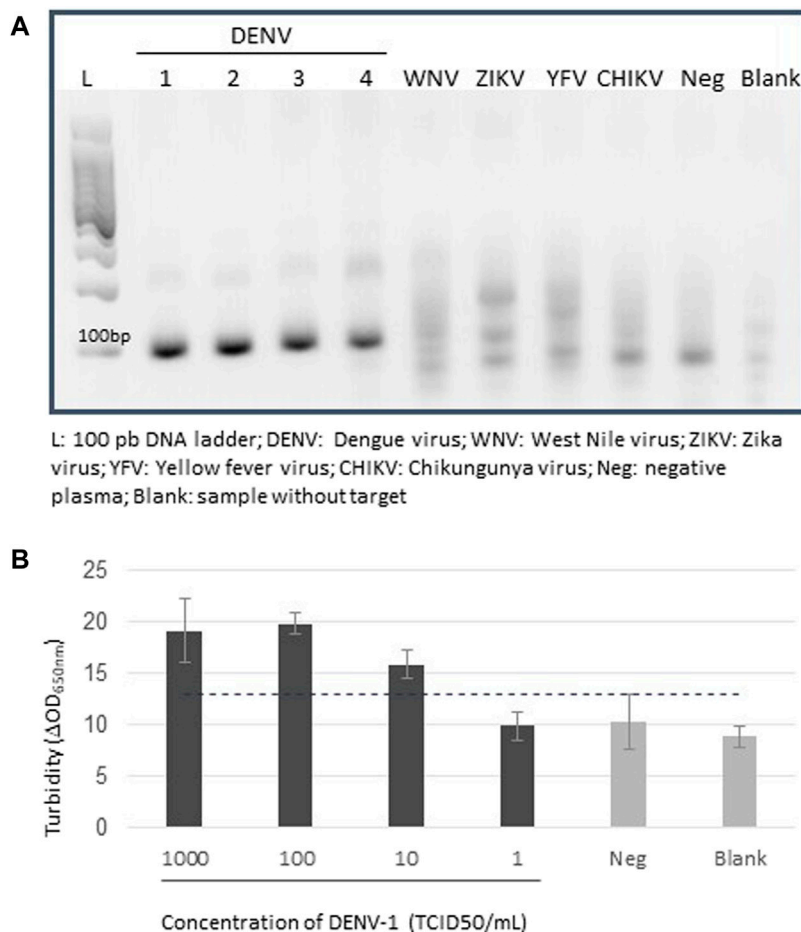 A
DENV
L 1 2 3 4 WNV ZIKV YFV CHIKV Neg Blank
100bp
L: 100 pb DNA ladder; DENV: Dengue virus; WNV: West Nile virus; ZIKV: Zika
virus; YFV: Yellow fever virus; CHIKV: Chikungunya virus; Neg: negative
plasma; Blank: sample without target
B
Turbidity (ΔOD650nm)
25
20
15
10
5
0
1000 100 10 1 Neg Blank
Concentration of DENV-1 (TCID50/mL)